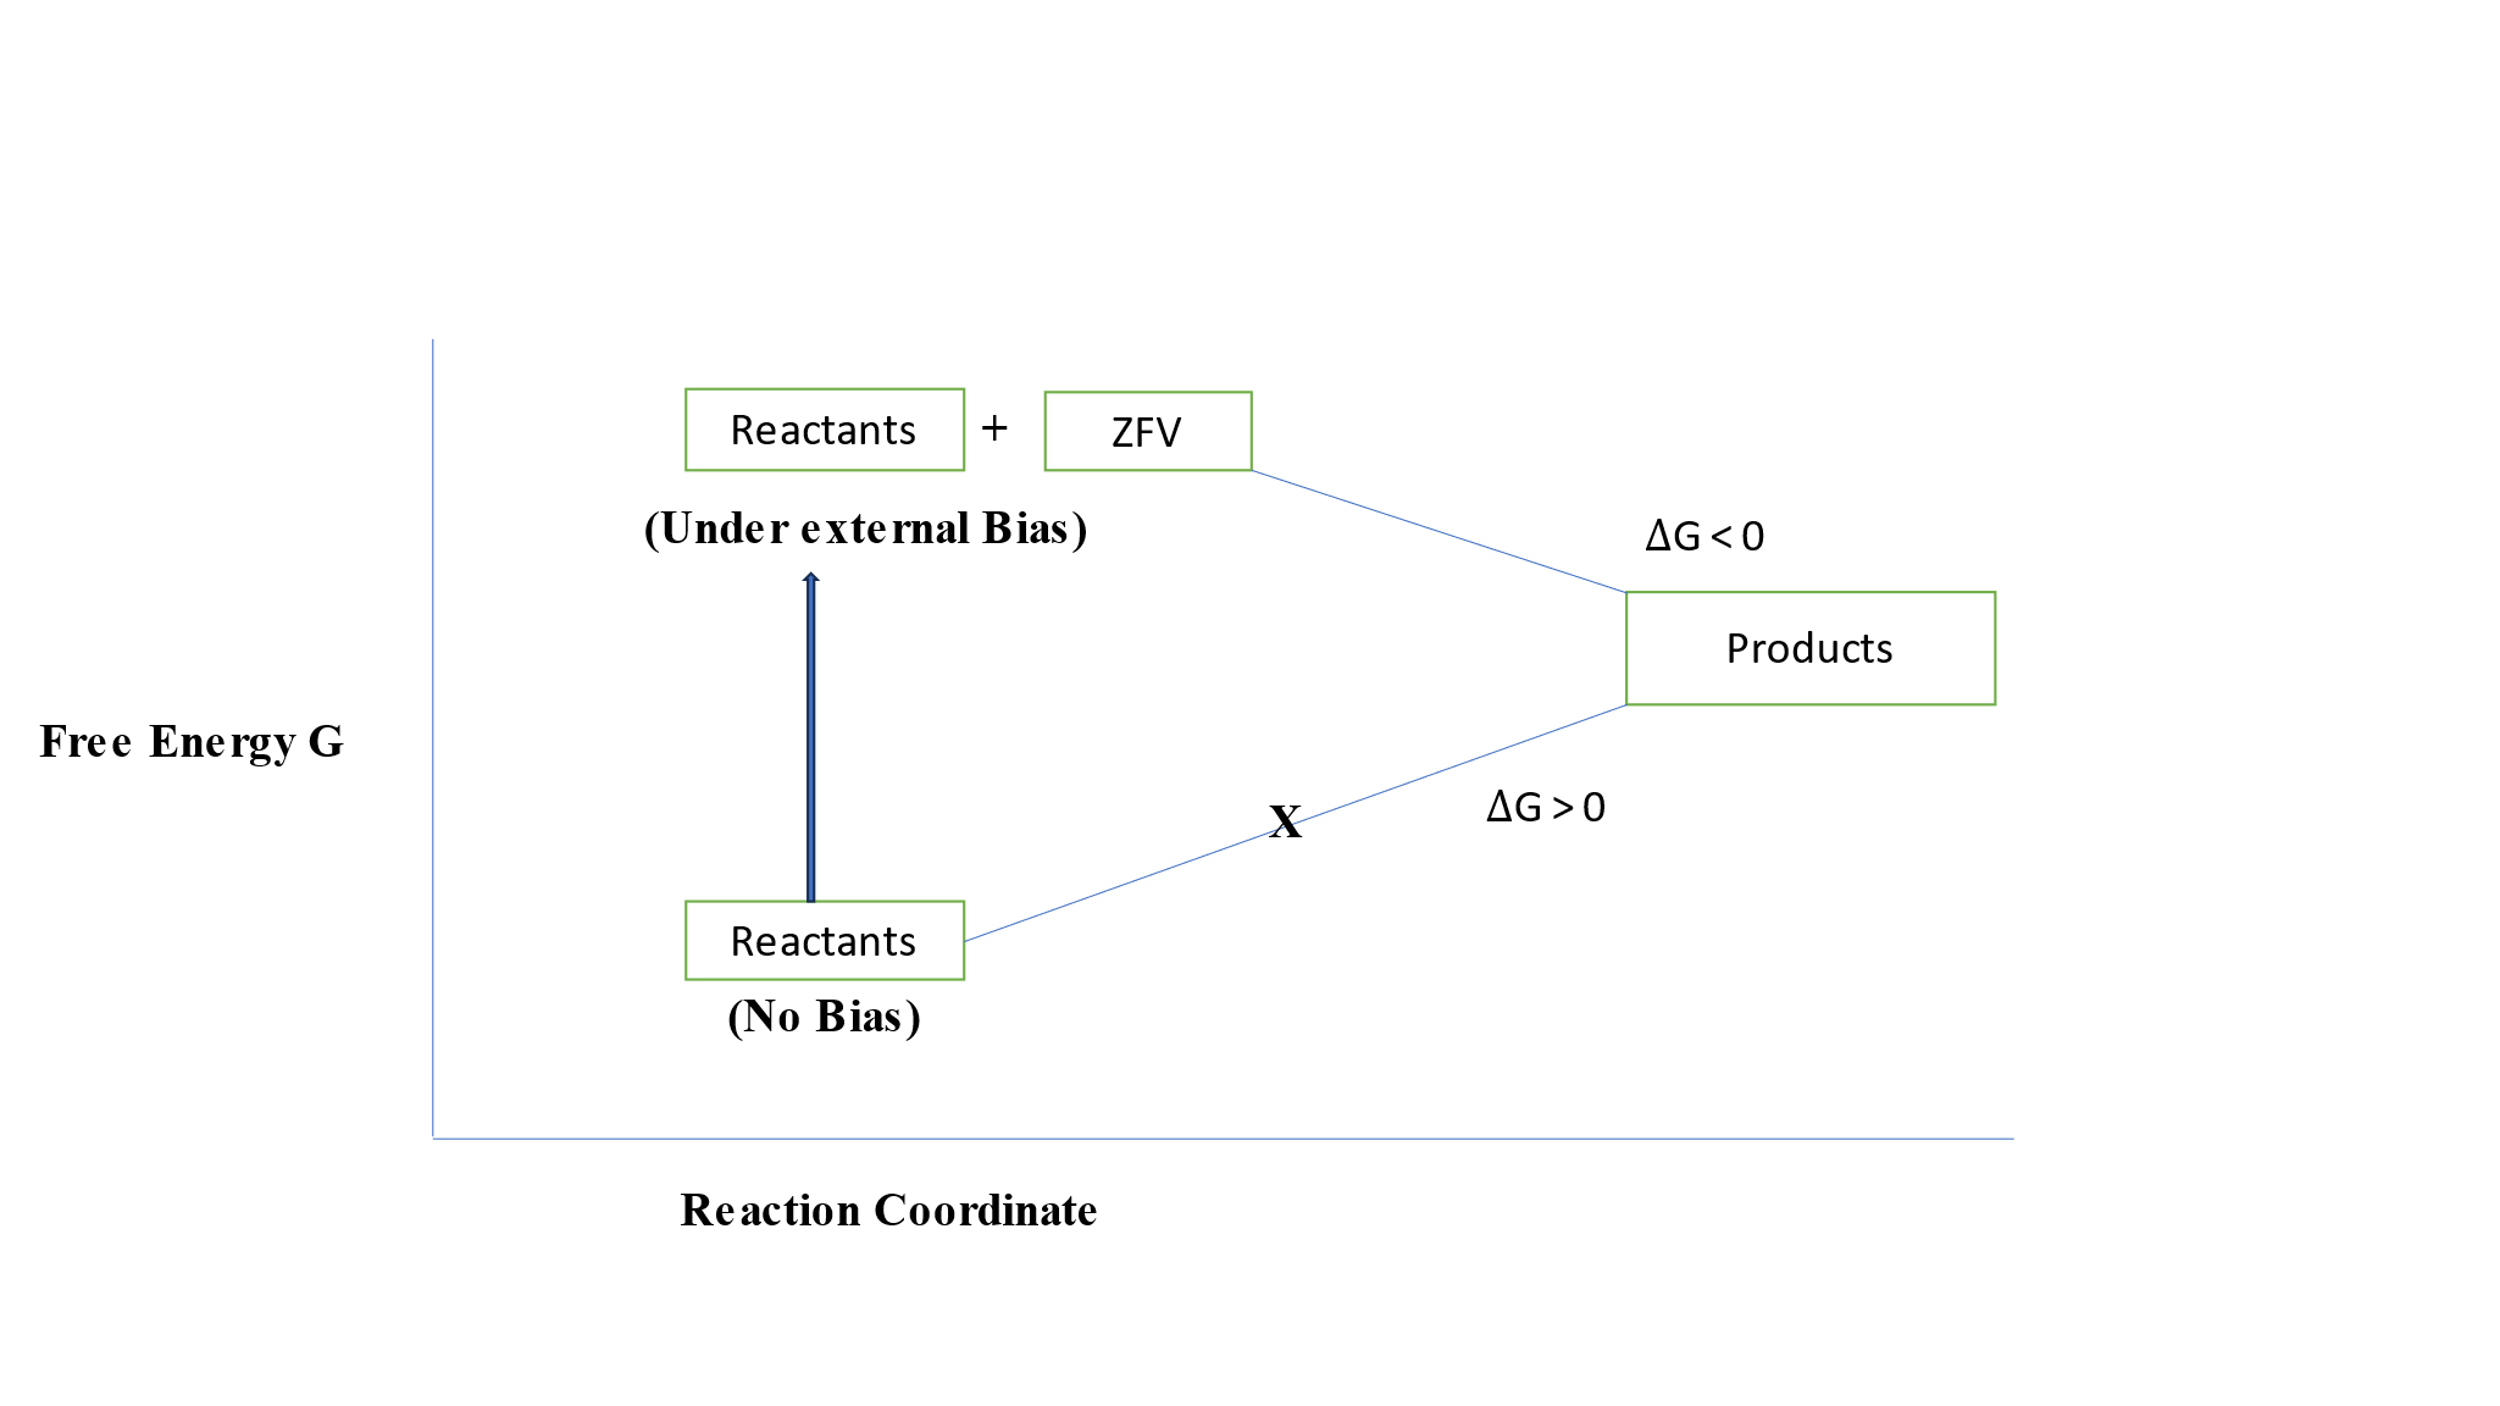 Reactants + ZFV
(Under external Bias)
ΔG < 0
Products
Free Energy G
X
ΔG > 0
Reactants
(No Bias)
Reaction Coordinate